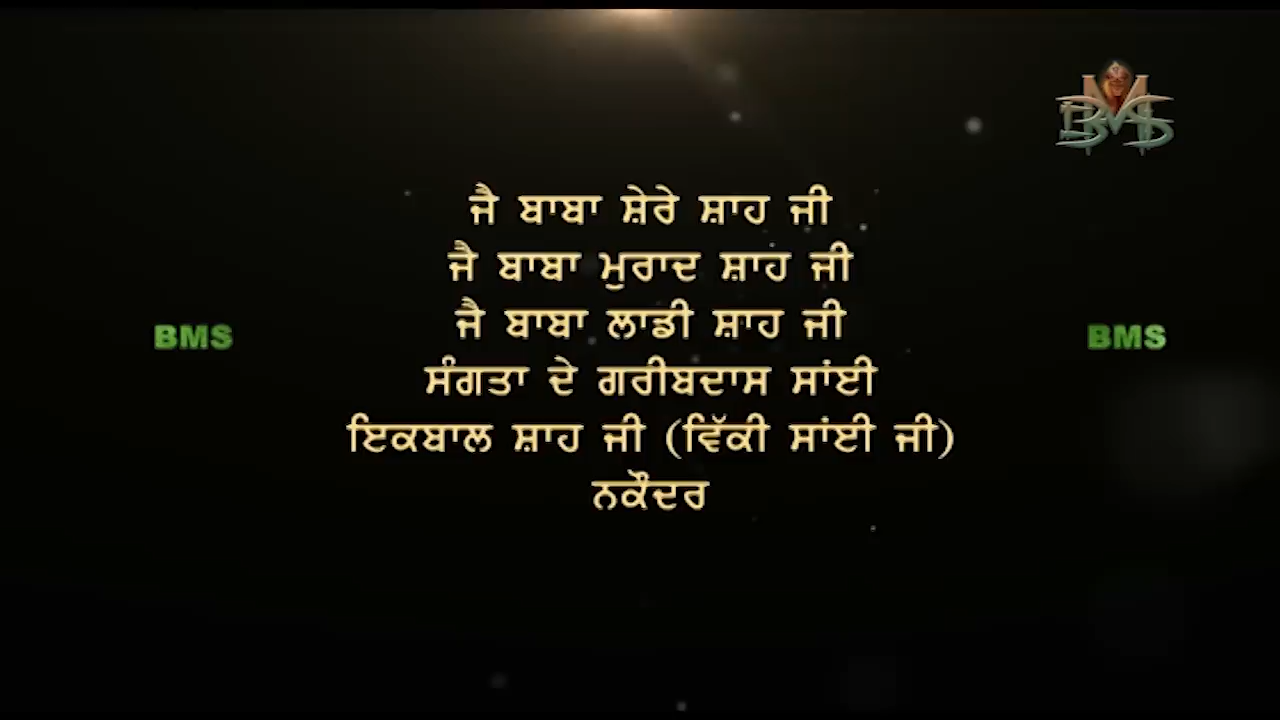 BMS
ਜੈ ਬਾਬਾ ਸ਼ੇਰੇ ਸ਼ਾਹ ਜੀ
ਜੈ ਬਾਬਾ ਮੁਰਾਦ ਸ਼ਾਹ ਜੀ
ਜੈ ਬਾਬਾ ਲਾਡੀ ਸ਼ਾਹ ਜੀ
BMS
BMS
ਸੰਗਤਾ ਦੇ ਗਰੀਬਦਾਸ ਸਾਂਈ
ਇਕਬਾਲ ਸ਼ਾਹ ਜੀ (ਵਿੱਕੀ ਸਾਂਈ ਜੀ)
ਨਕੌਦਰ